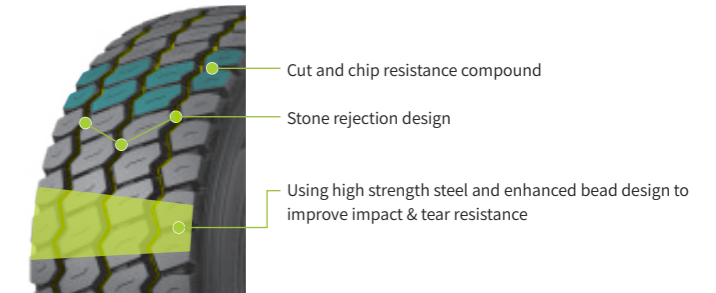 Cut and chip resistance compound
Stone rejection design
Using high strength steel and enhanced bead design to
improve impact & tear resistance